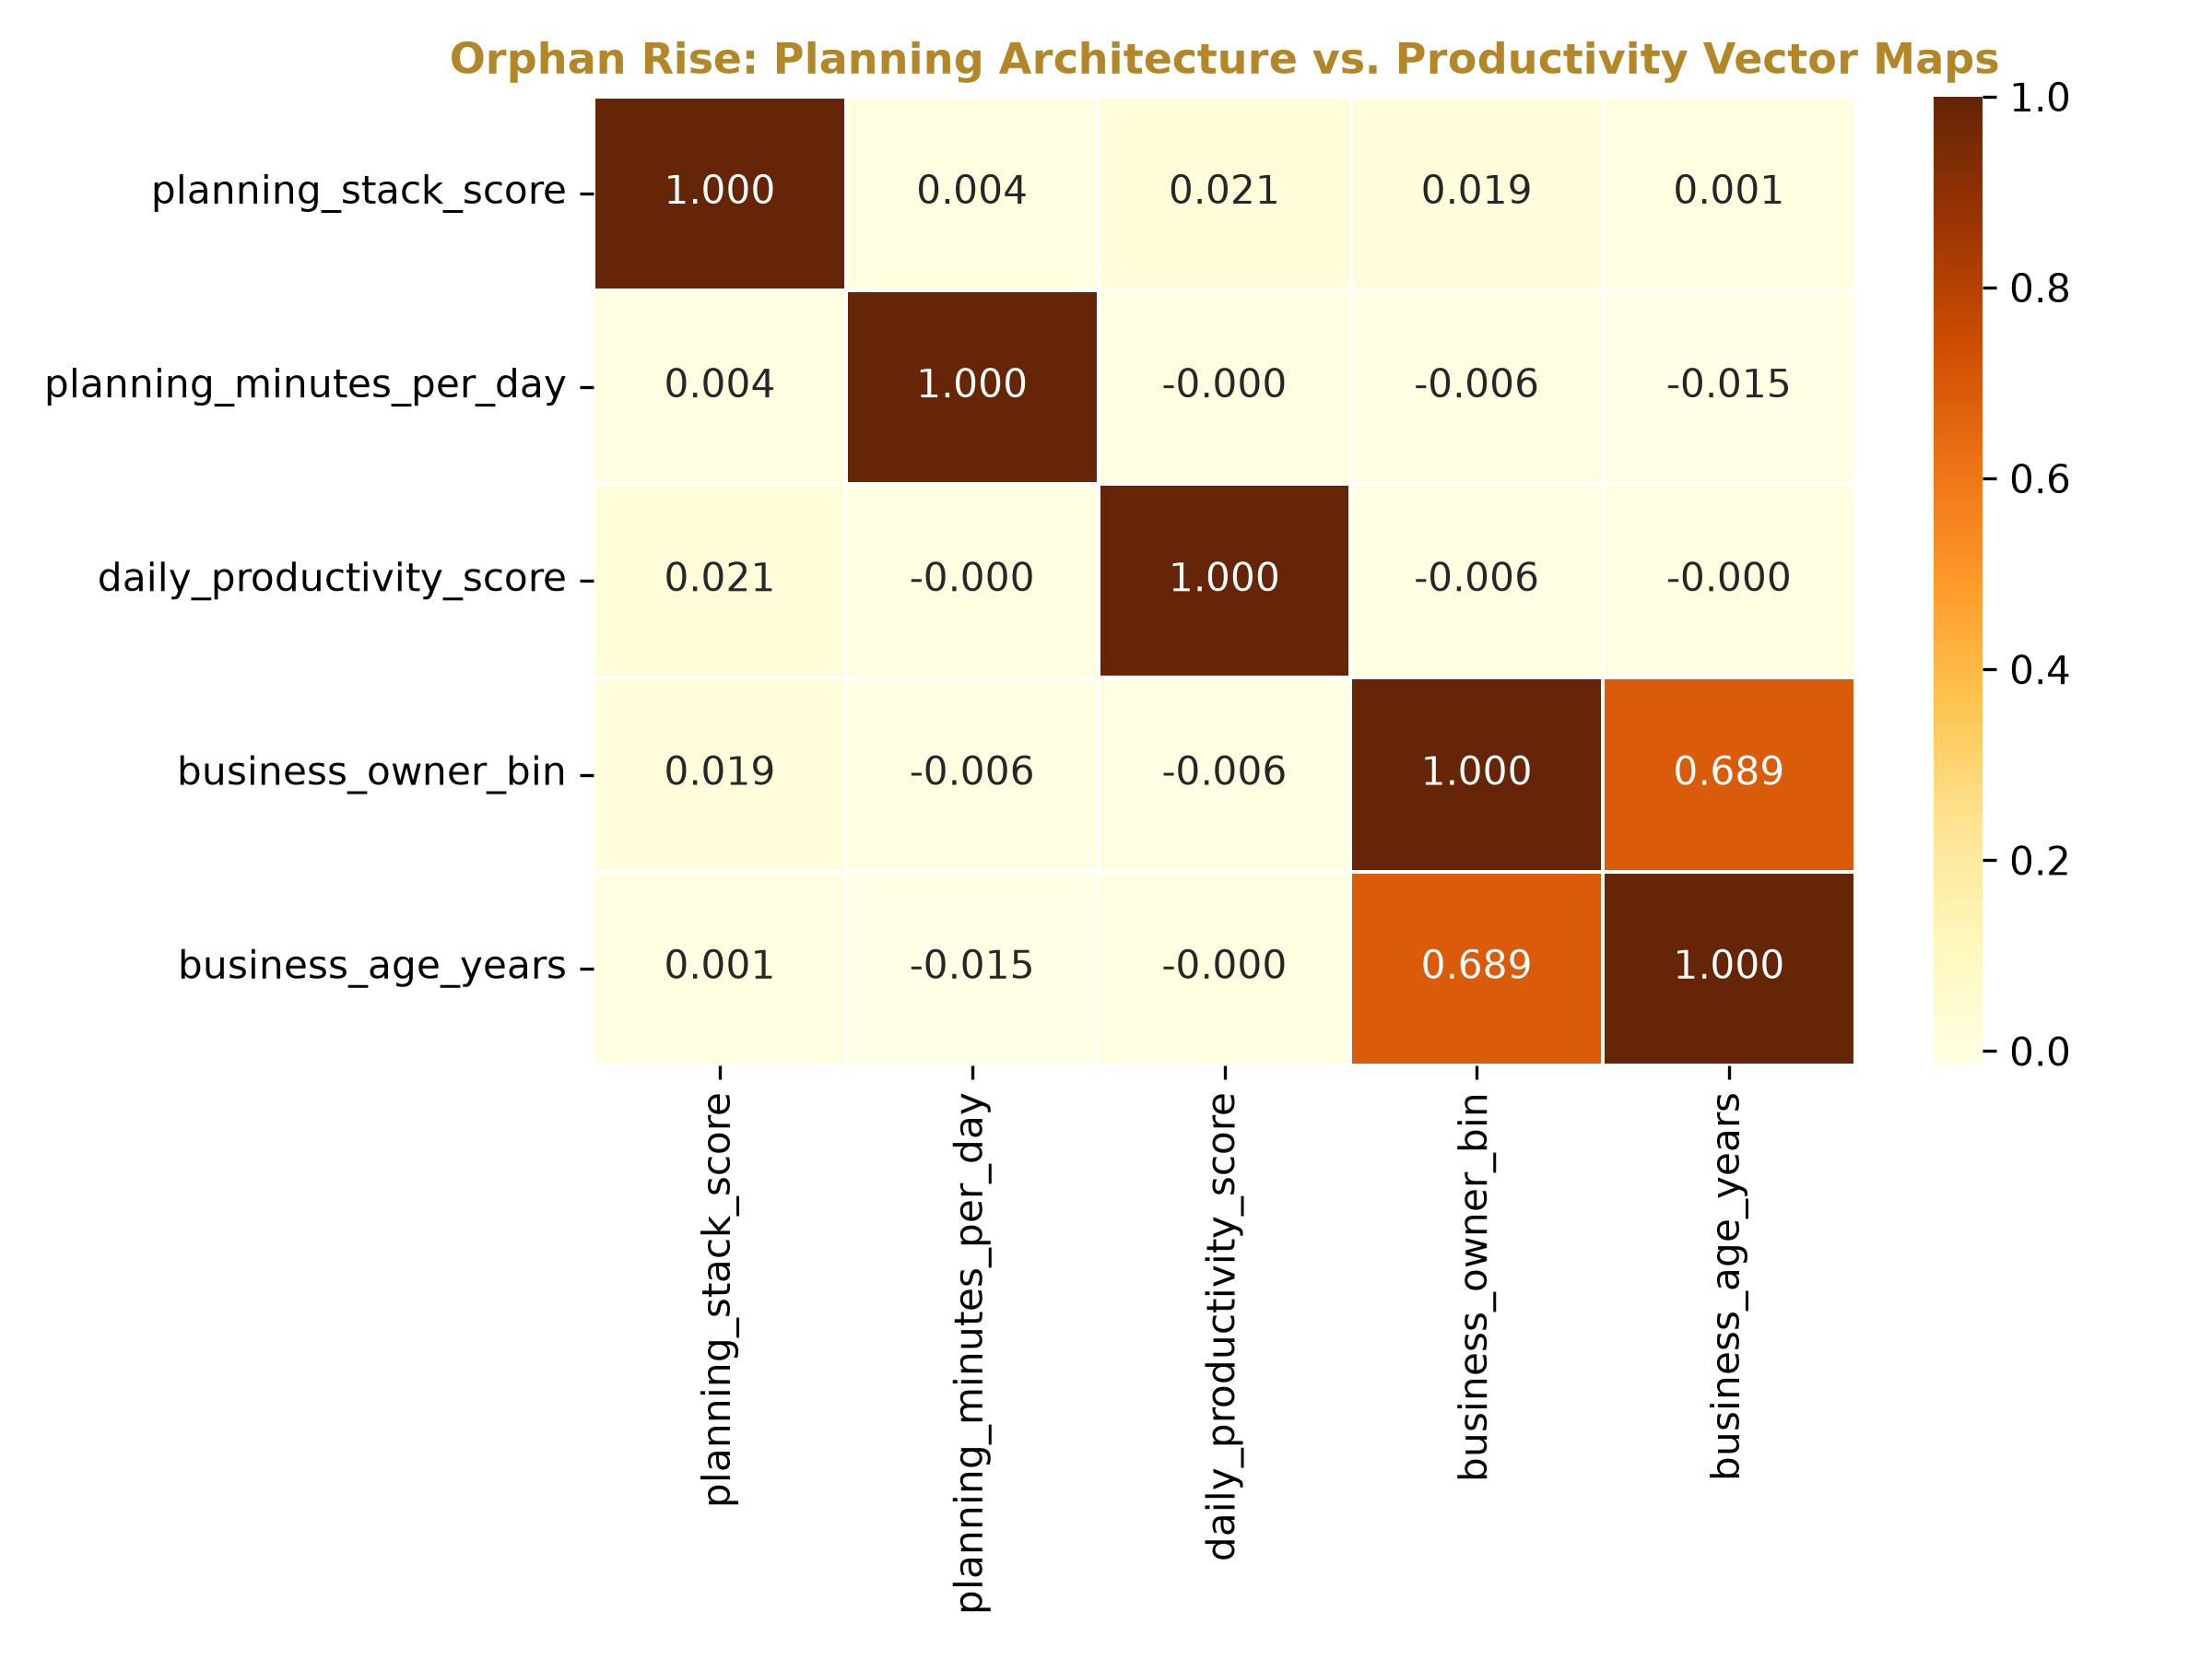 Orphan Rise: Planning Architecture vs. Productivity Vector Maps
planning_stack_score 1.000 0.004 0.021 0.019 0.001
planning_minutes_per_day 0.004 1.000 -0.000 -0.006 -0.015
daily_productivity_score 0.021 -0.000 1.000 -0.006 -0.000
business_owner_bin 0.019 -0.006 -0.006 1.000 0.689
business_age_years 0.001 -0.015 -0.000 0.689 1.000
planning_stack_score
planning_minutes_per_day
daily_productivity_score
business_owner_bin
business_age_years
1.0
0.8
0.6
0.4
0.2
0.0